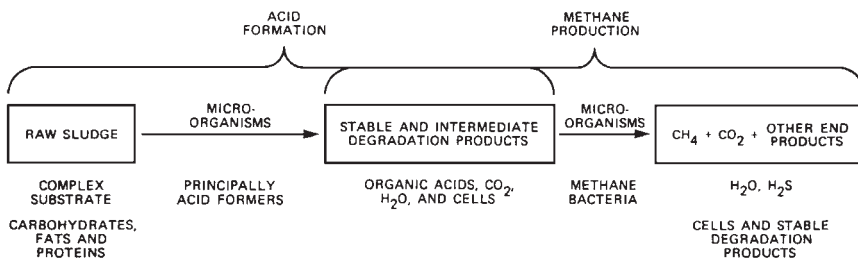 ACID
FORMATION
METHANE
PRODUCTION
RAW SLUDGE
MICRO-
ORGANISMS
STABLE AND INTERMEDIATE
DEGRADATION PRODUCTS
MICRO-
ORGANISMS
CH4 + CO2 + OTHER END
PRODUCTS
COMPLEX
SUBSTRATE
CARBOHYDRATES,
FATS AND
PROTEINS
PRINCIPALLY
ACID FORMERS
ORGANIC ACIDS, CO2,
H2O, AND CELLS
METHANE
BACTERIA
H2O, H2S
CELLS AND STABLE
DEGRADATION
PRODUCTS